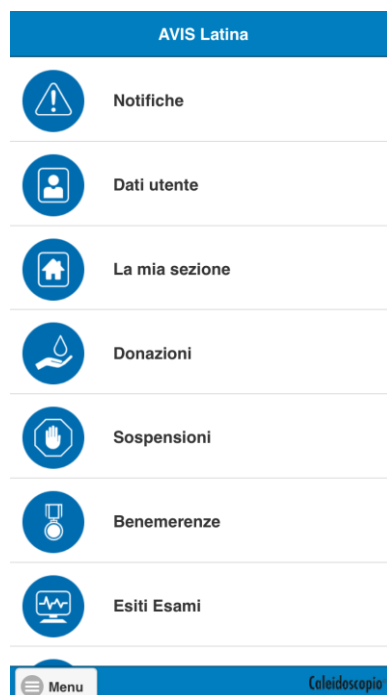 AVIS Latina
Notifiche
Dati utente
La mia sezione
Donazioni
Sospensioni
Benemerenze
Esiti Esami
Menu
Caleidoscopio